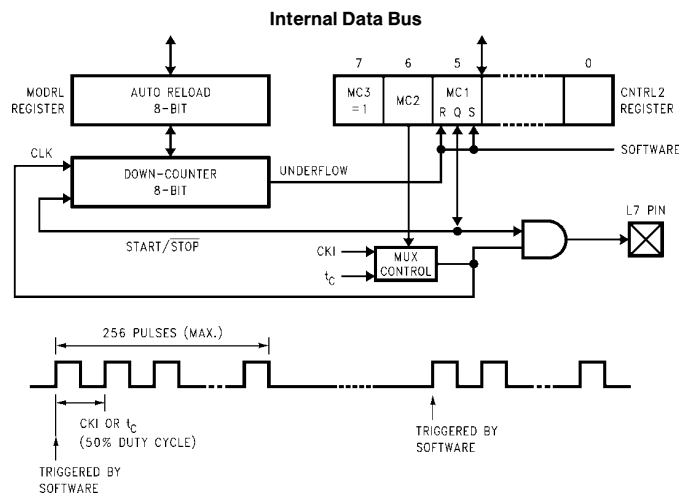 Internal Data Bus
7 6 5 0
MODRL
REGISTER
AUTO RELOAD
8-BIT
MC3
=1
MC2
MC1
R Q S
CNTRL2
REGISTER
CLK
DOWN-COUNTER
8-BIT
UNDERFLOW
SOFTWARE
START/STOP
L7 PIN
CKI
tC
MUX
CONTROL
256 PULSES (MAX.)
CKI OR tC
(50% DUTY CYCLE)
TRIGGERED BY
SOFTWARE
TRIGGERED BY
SOFTWARE